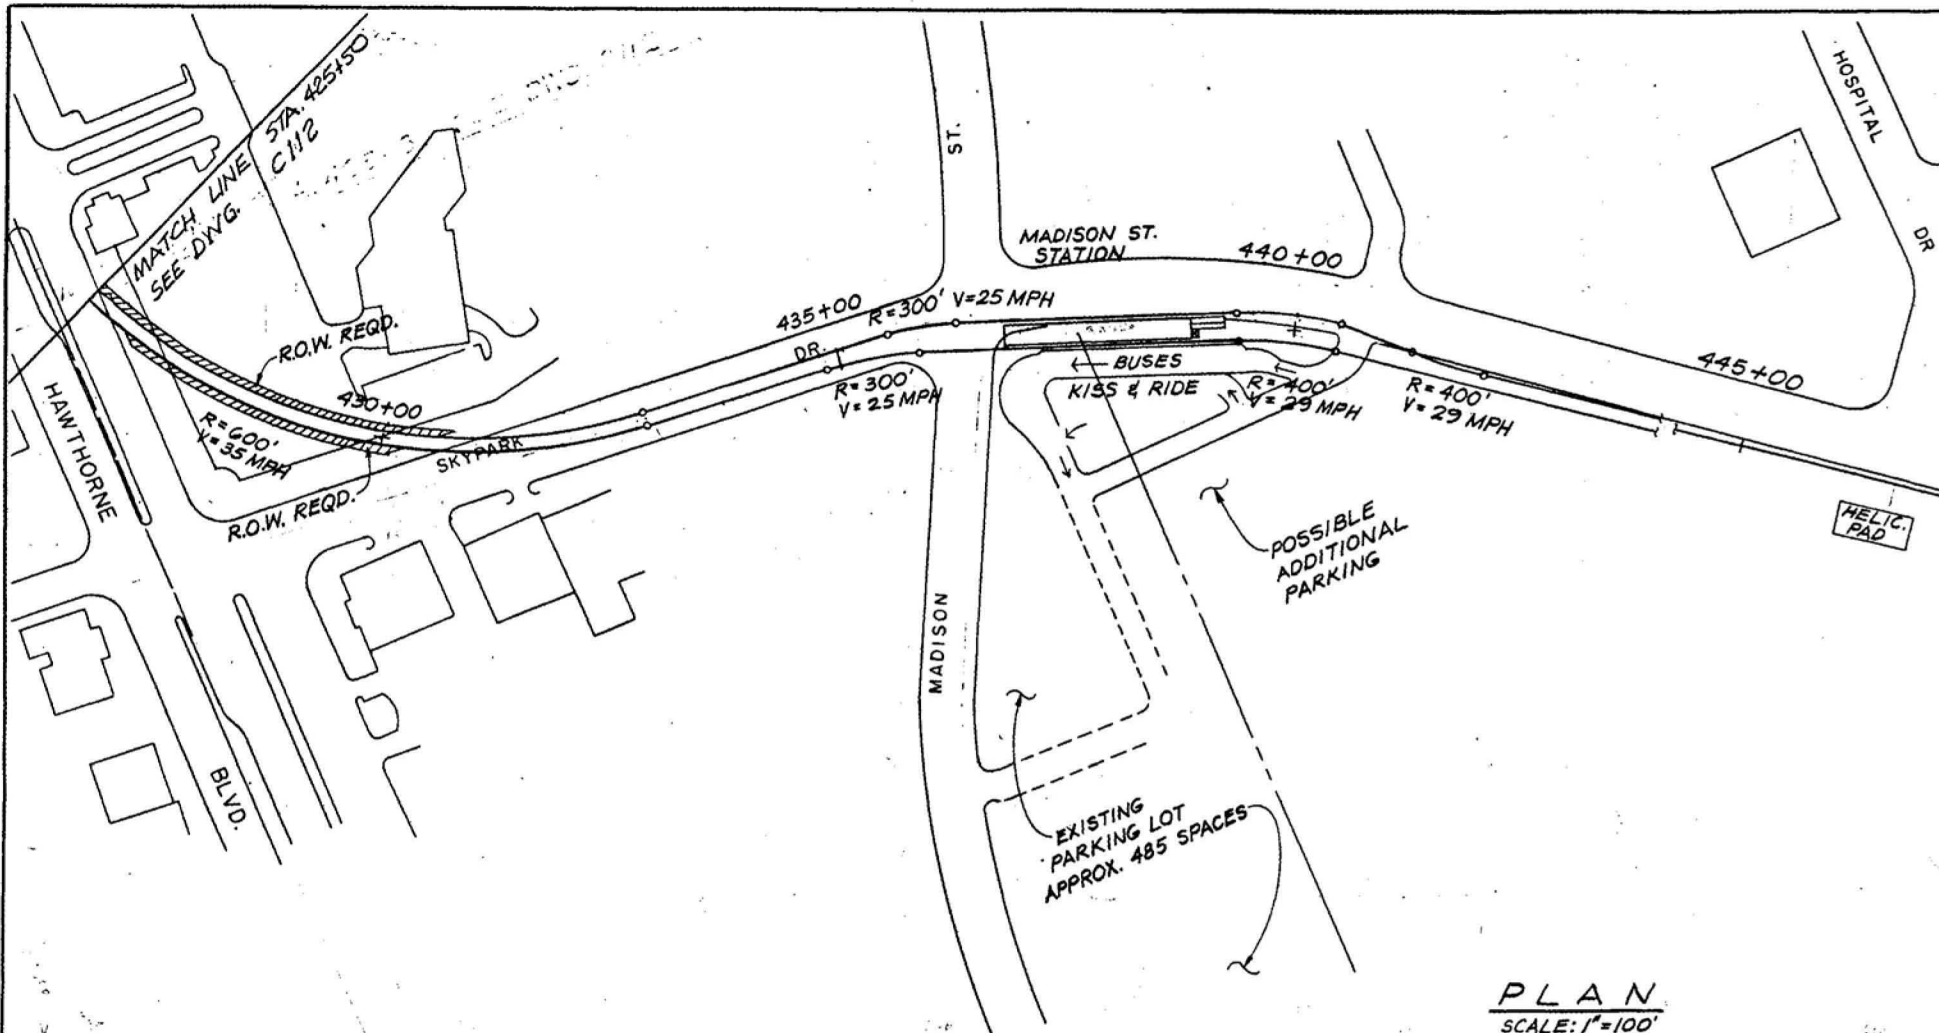 MATCH LINE STA. 425+50
SEE DWG. C112
HOSPITAL
DR
ST.
MADISON ST.
STATION
440+00
435+00
R=300' V=25 MPH
R.O.W. REQD.
DR.
BUSES
KISS & RIDE
R=300'
V=25 MPH
R=400'
V=29 MPH
R=400'
V=29 MPH
445+00
430+00
HAWTHORNE
R=600'
V=35 MPH
SKYPARK
R.O.W. REQD.
HELIC.
PAD
POSSIBLE
ADDITIONAL
PARKING
MADISON
BLVD.
EXISTING
PARKING LOT
APPROX. 485 SPACES
PLAN
SCALE: 1"=100'